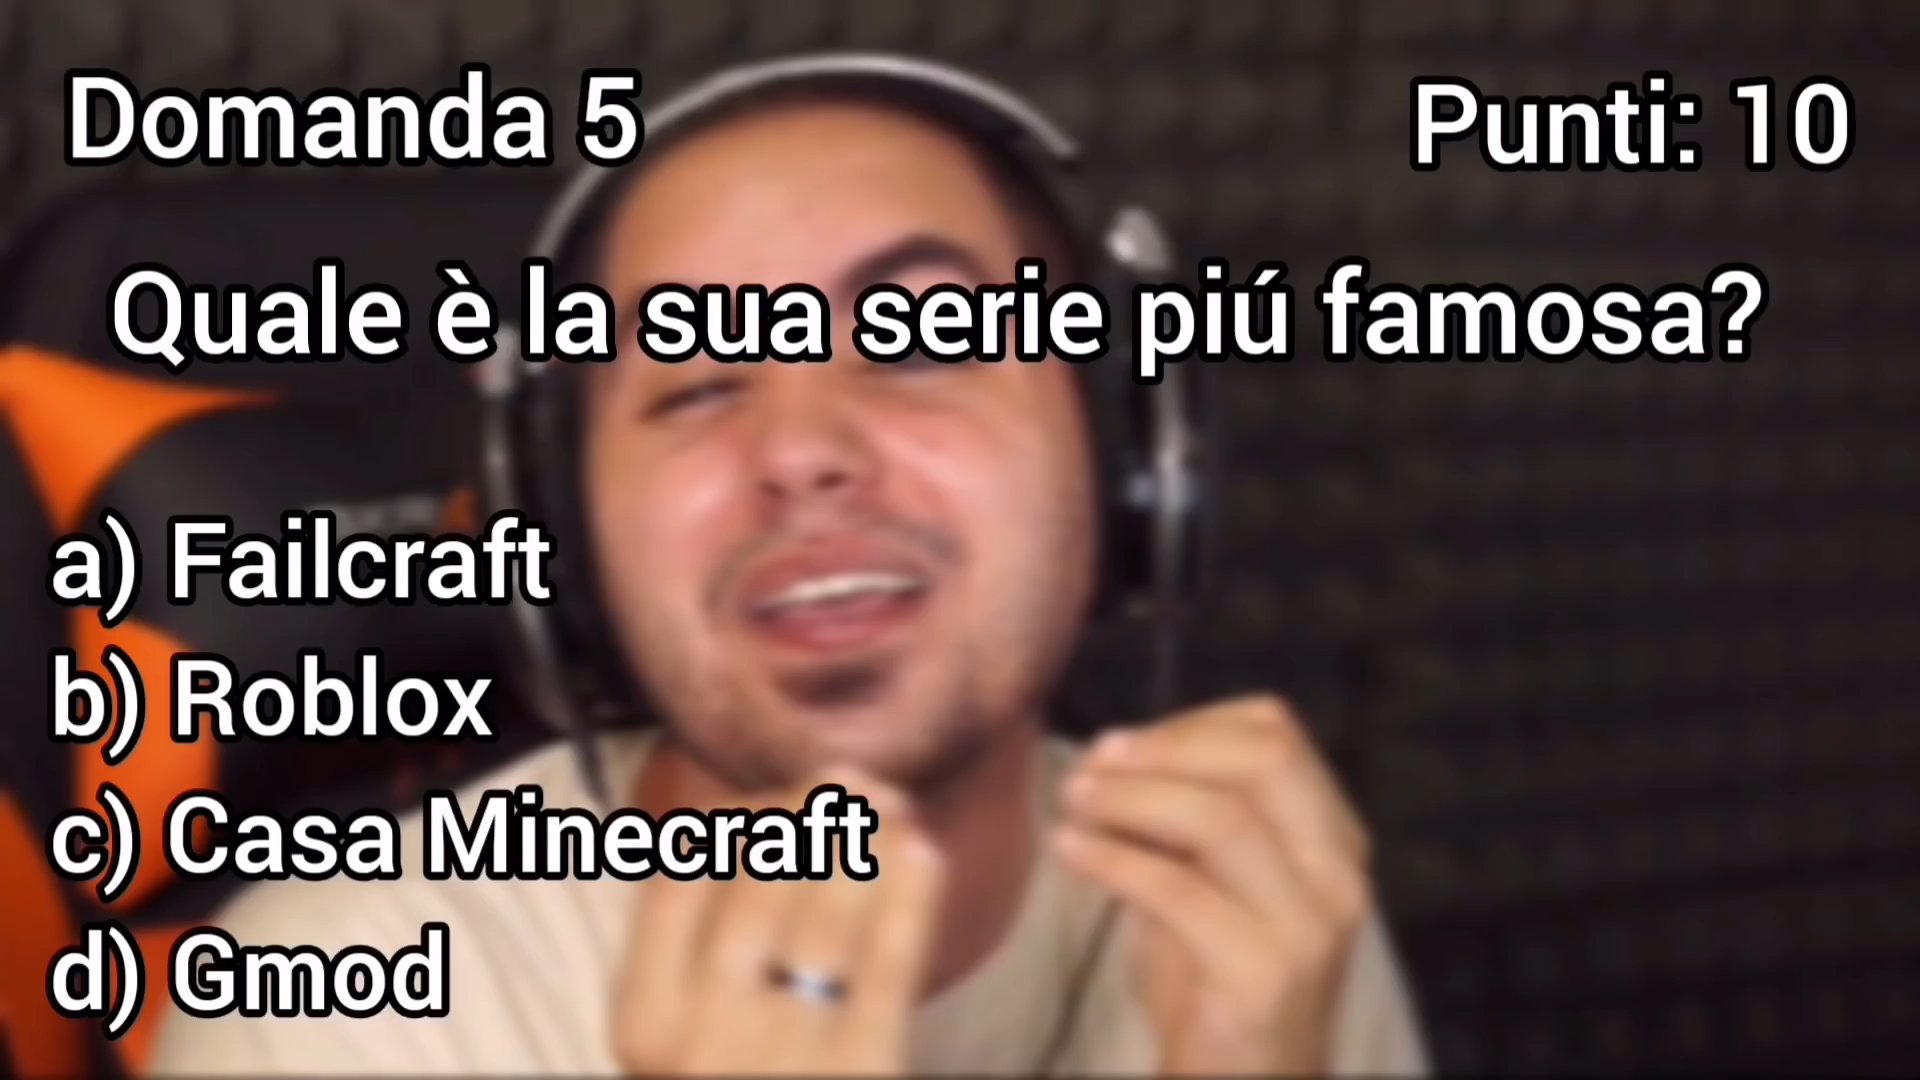 Domanda 5
Punti: 10
Quale è la sua serie piú famosa?
a) Failcraft
b) Roblox
c) Casa Minecraft
d) Gmod